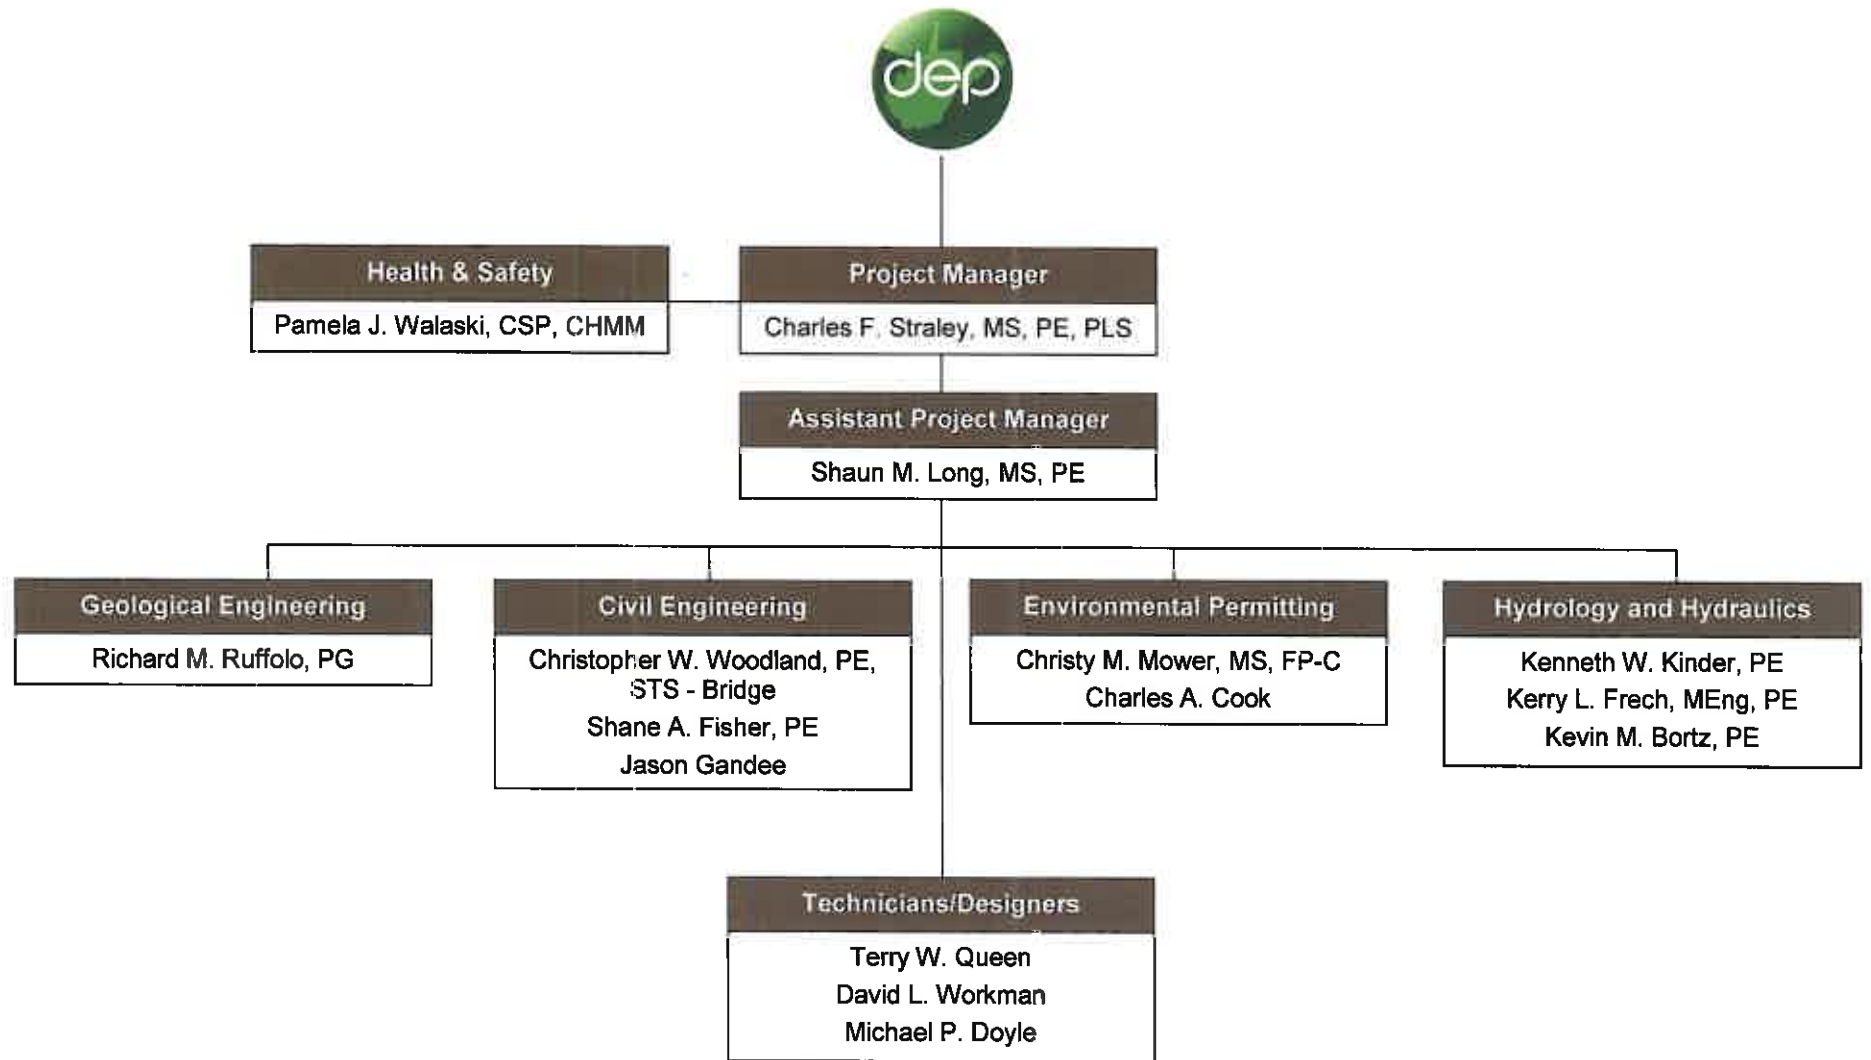 dep
Health & Safety
Pamela J. Walaski, CSP, CHMM
Project Manager
Charles F. Straley, MS, PE, PLS
Assistant Project Manager
Shaun M. Long, MS, PE
Geological Engineering
Richard M. Ruffolo, PG
Civil Engineering
Christopher W. Woodland, PE,
STS - Bridge
Shane A. Fisher, PE
Jason Gandee
Environmental Permitting
Christy M. Mower, MS, FP-C
Charles A. Cook
Hydrology and Hydraulics
Kenneth W. Kinder, PE
Kerry L. Frech, MEng, PE
Kevin M. Bortz, PE
Technicians/Designers
Terry W. Queen
David L. Workman
Michael P. Doyle